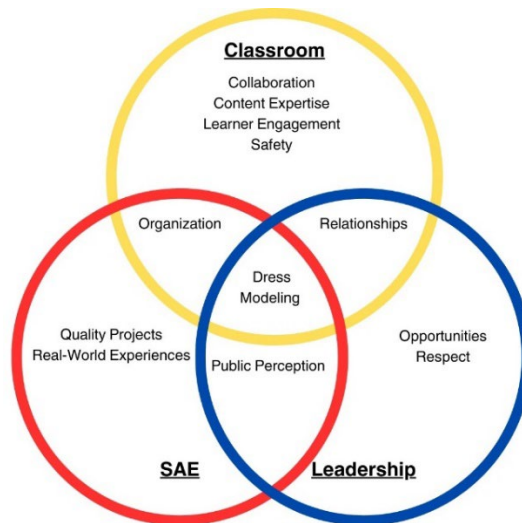 Classroom
Collaboration
Content Expertise
Learner Engagement
Safety
Organization
Relationships
Dress
Modeling
Quality Projects
Real-World Experiences
Public Perception
Opportunities
Respect
SAE
Leadership